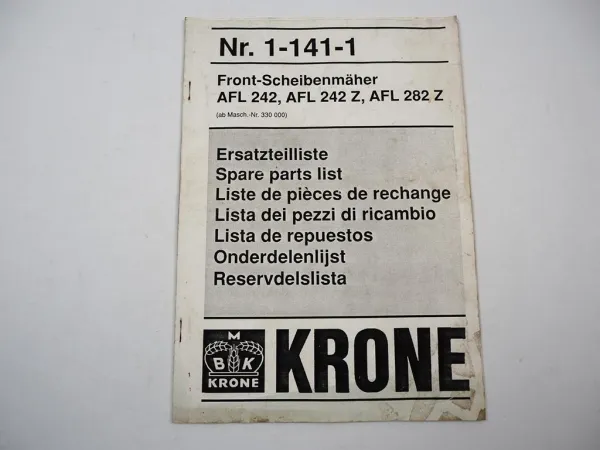 Nr. 1-141-1
Front-Scheibenmäher
AFL 242, AFL 242 Z, AFL 282 Z
(ab Masch.-Nr. 330 000)
Ersatzteilliste
Spare parts list
Liste de pièces de rechange
Lista dei pezzi di ricambio
Lista de repuestos
Onderdelenlijst
Reservdelslista
M
B K
KRONE
KRONE